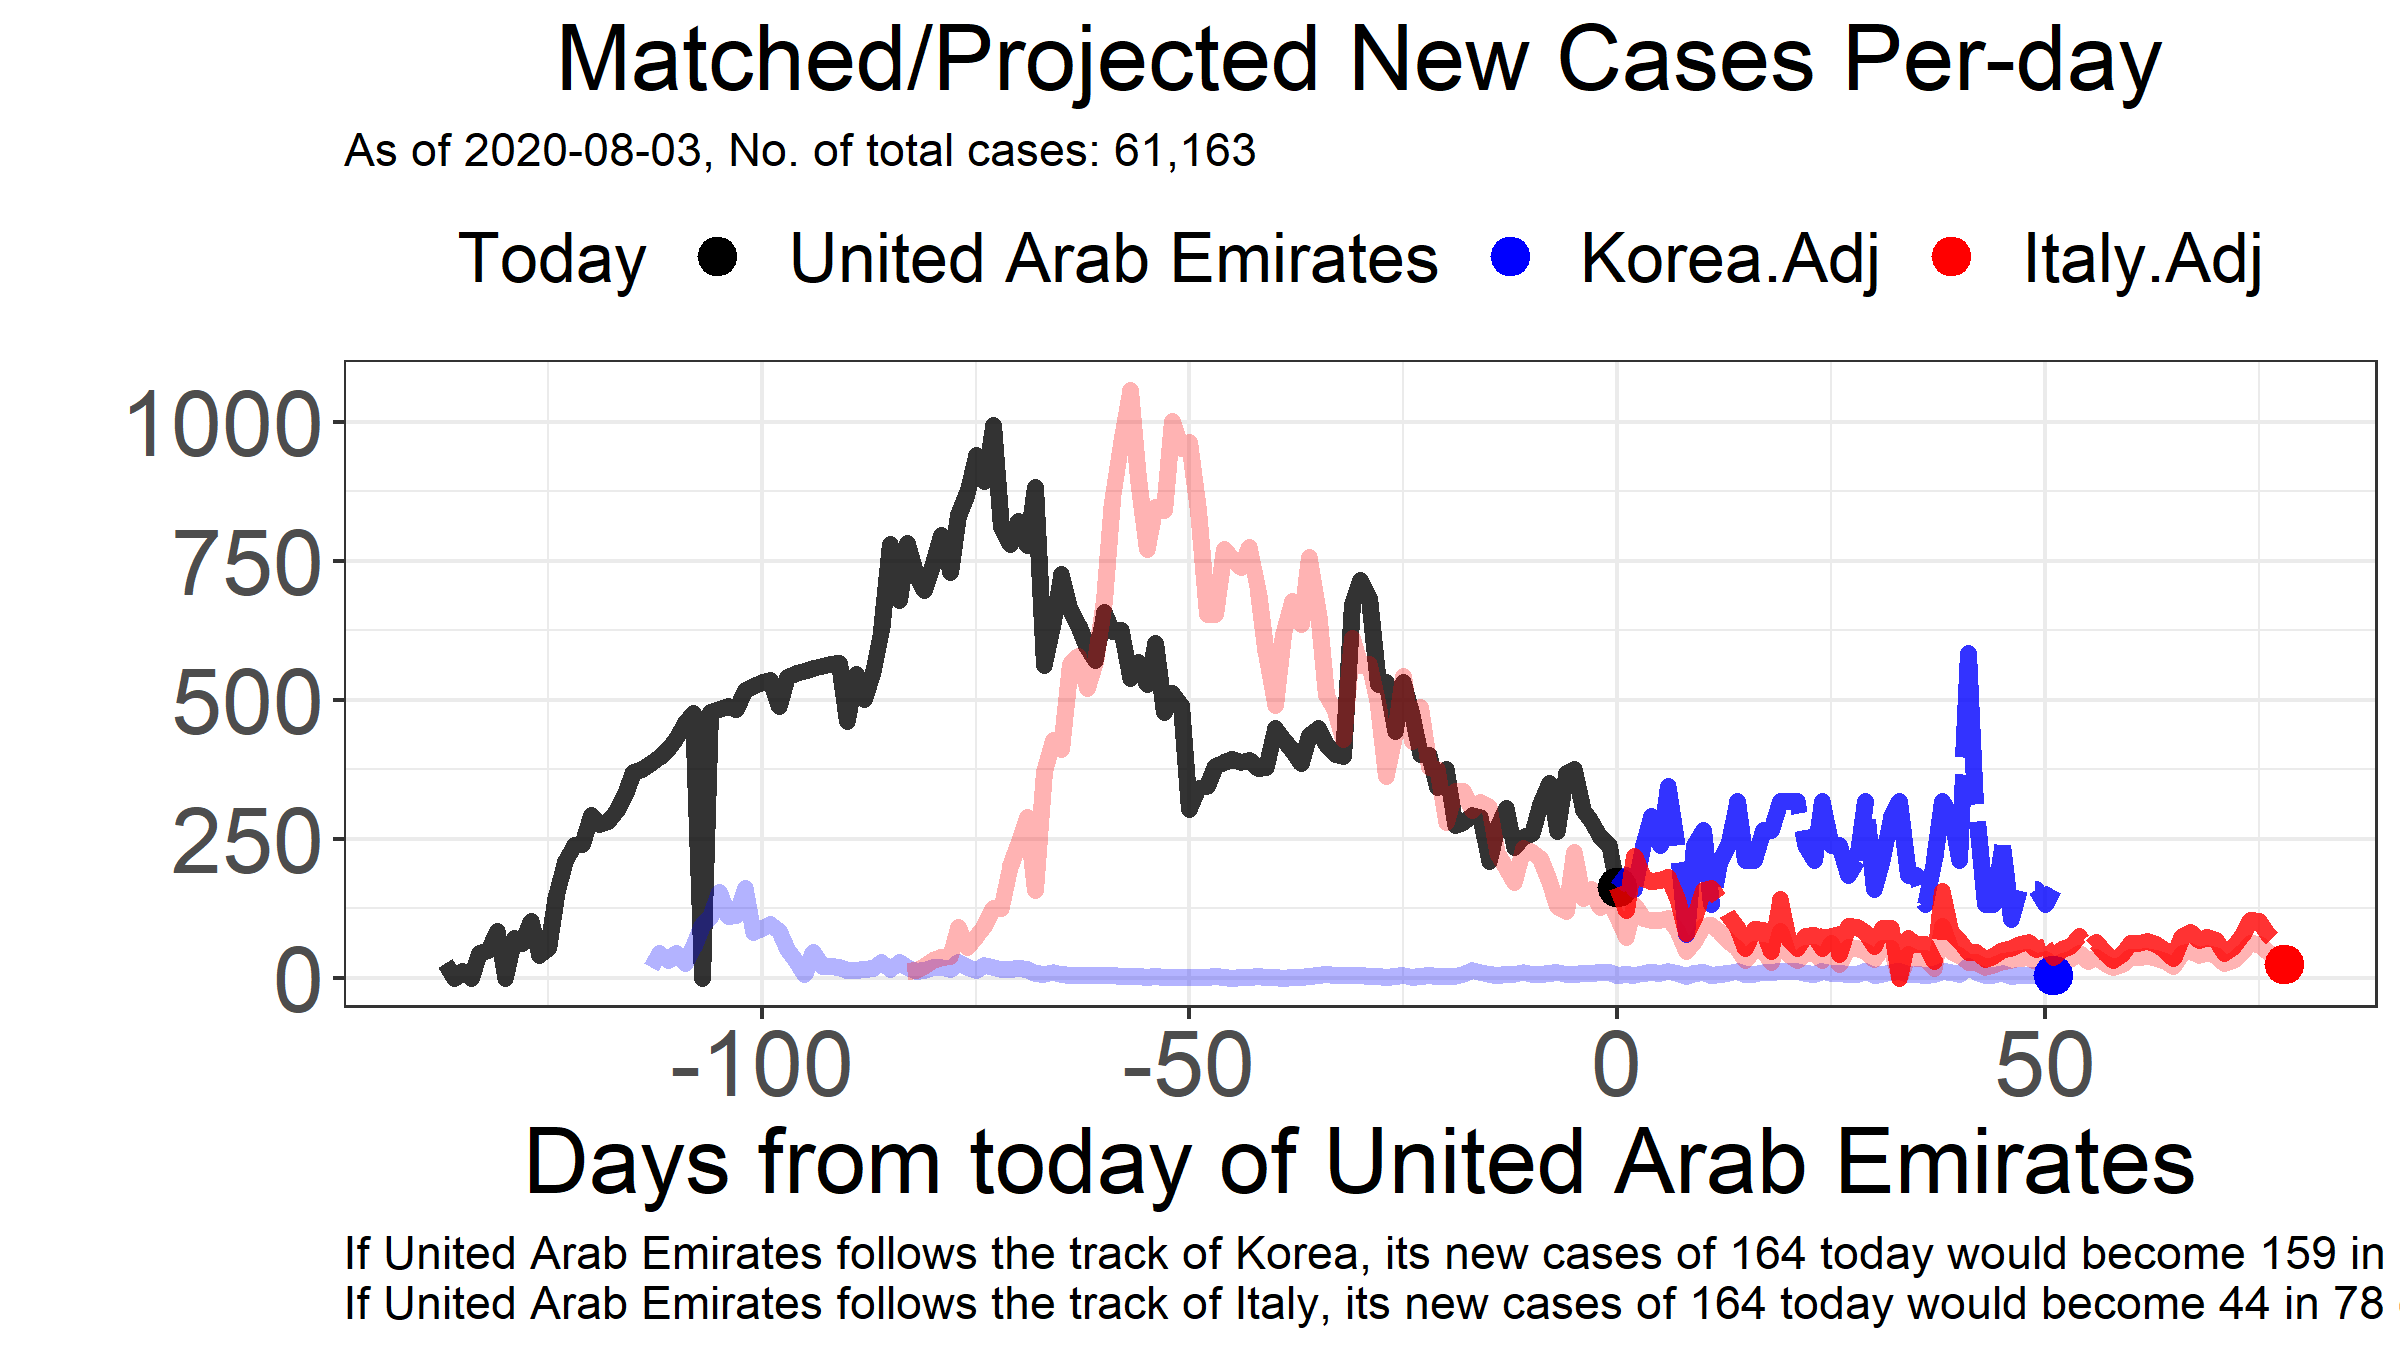 Matched/Projected New Cases Per-day
As of 2020-08-03, No. of total cases: 61,163
Today United Arab Emirates Korea.Adj Italy.Adj
1000
750
500
250
0
-100 -50 0 50
Days from today of United Arab Emirates
If United Arab Emirates follows the track of Korea, its new cases of 164 today would become 159 in
If United Arab Emirates follows the track of Italy, its new cases of 164 today would become 44 in 78